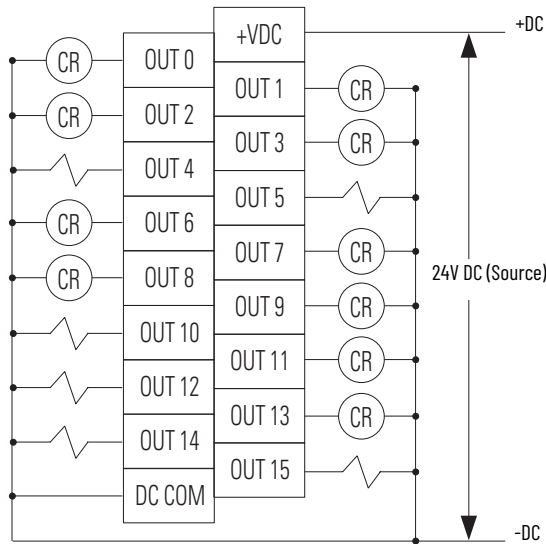 +VDC
+DC
CR
OUT 0
OUT 1
CR
CR
OUT 2
OUT 3
CR
OUT 4
OUT 5
CR
OUT 6
OUT 7
CR
CR
OUT 8
24V DC (Source)
OUT 9
CR
OUT 10
OUT 11
CR
OUT 12
OUT 13
CR
OUT 14
OUT 15
DC COM
-DC